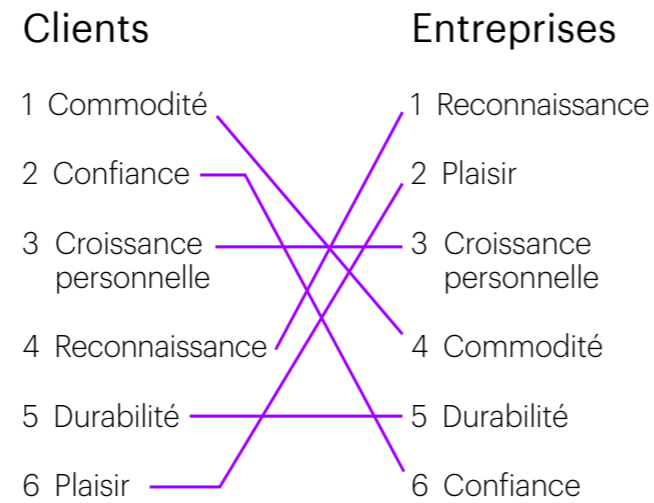 Clients
1 Commodité
2 Confiance
3 Croissance
personnelle
4 Reconnaissance
5 Durabilité
6 Plaisir
Entreprises
1 Reconnaissance
2 Plaisir
3 Croissance
personnelle
4 Commodité
5 Durabilité
6 Confiance